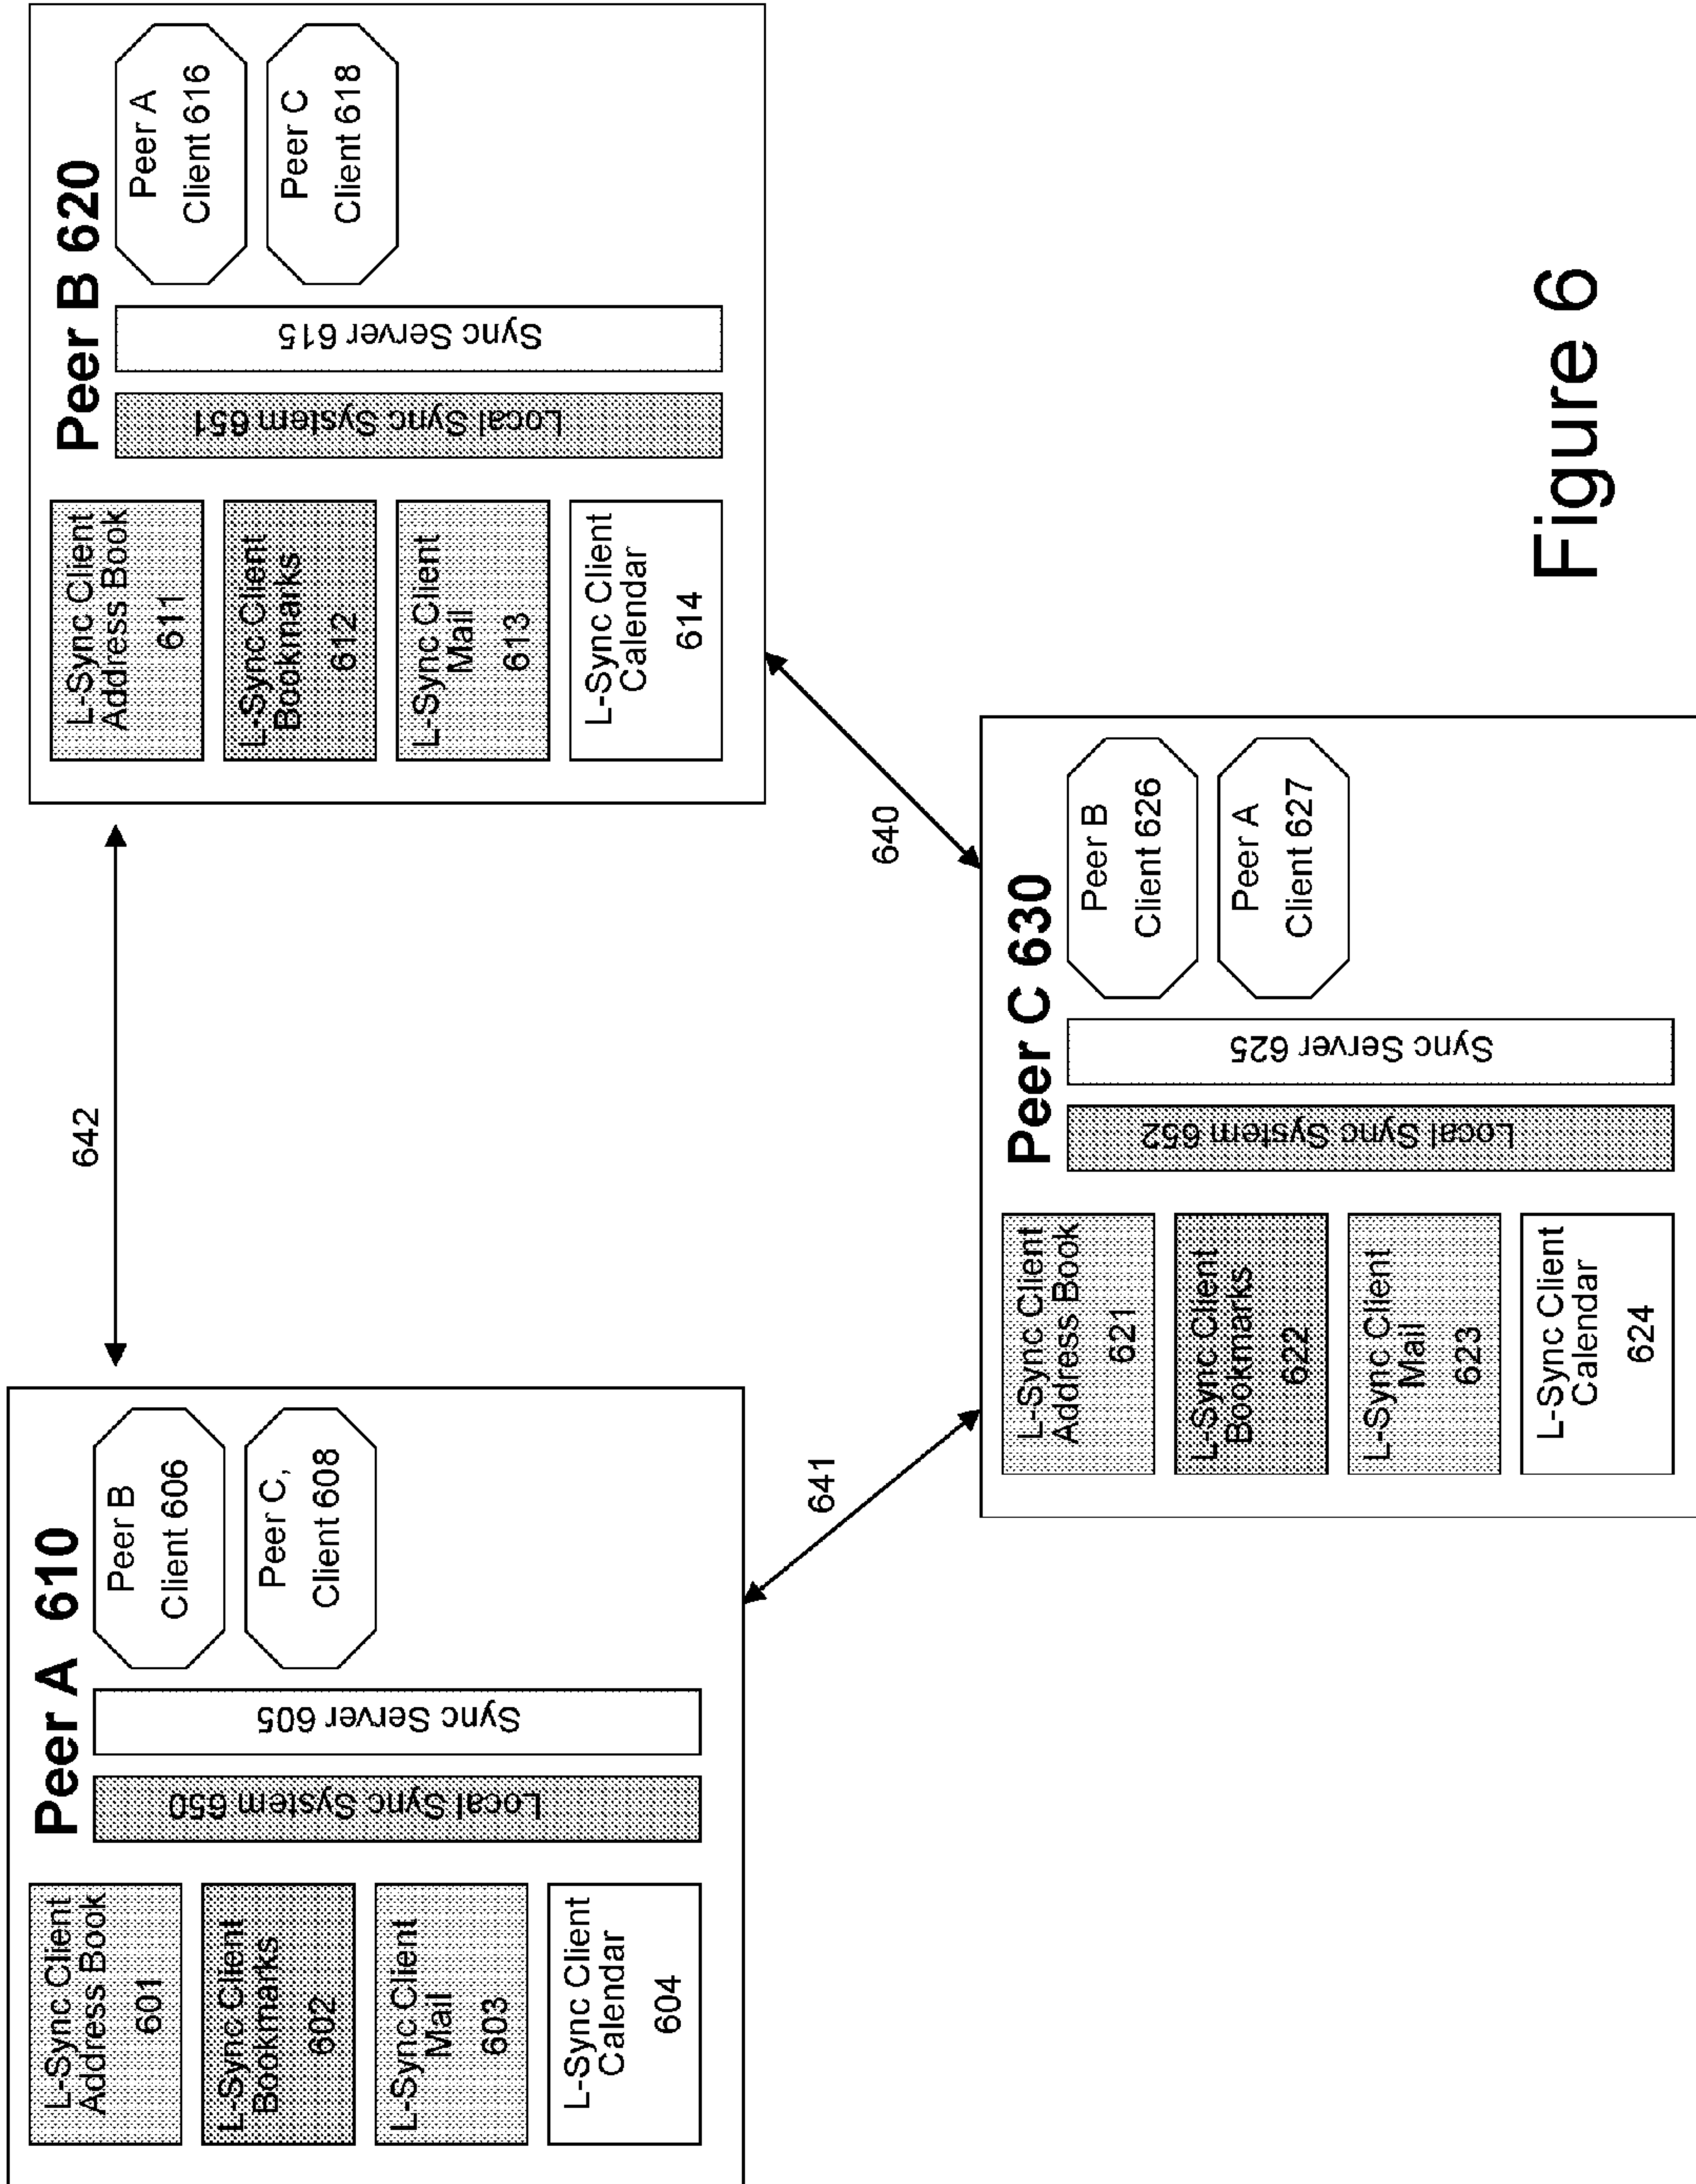 Peer A 610
L-Sync Client
Address Book
601
L-Sync Client
Bookmarks
602
L-Sync Client
Mail
603
L-Sync Client
Calendar
604
Local Sync System 650
Sync Server 605
Peer B
Client 606
Peer C,
Client 608
642
Peer B 620
L-Sync Client
Address Book
611
L-Sync Client
Bookmarks
612
L-Sync Client
Mail
613
L-Sync Client
Calendar
614
Local Sync System 651
Sync Server 615
Peer A
Client 616
Peer C
Client 618
641
640
Peer C 630
L-Sync Client
Address Book
621
L-Sync Client
Bookmarks
622
L-Sync Client
Mail
623
L-Sync Client
Calendar
624
Local Sync System 652
Sync Server 625
Peer B
Client 626
Peer A
Client 627
Figure 6